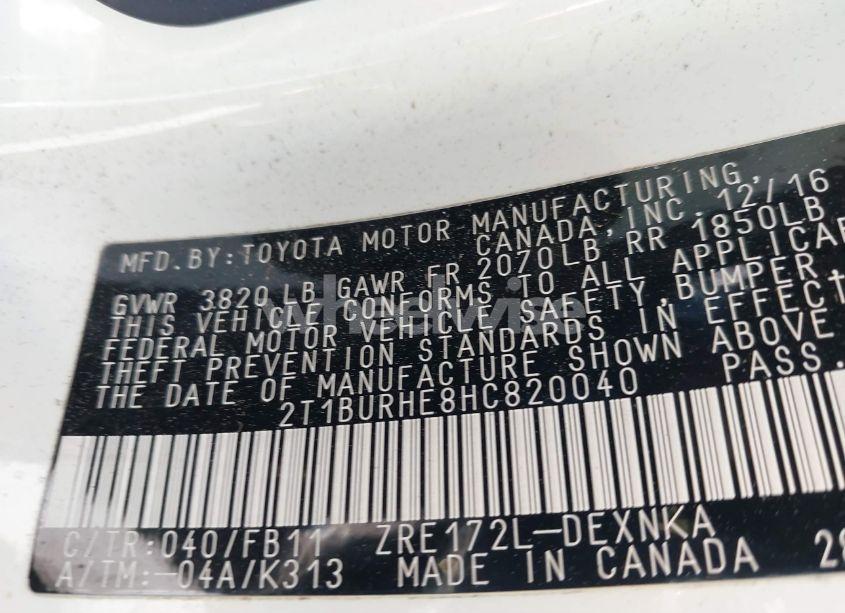 MFD.BY:TOYOTA MOTOR MANUFACTURING,
CANADA,INC.12/16
GVWR 3820 LB GAWR FR 2070LB RR 1850LB
THIS VEHICLE CONFORMS TO ALL APPLICA
FEDERAL MOTOR VEHICLE SAFETY,BUMPER,
THEFT PREVENTION STANDARDS IN EFFECT
THE DATE OF MANUFACTURE SHOWN ABOVE
2T1BURHE8HC820040 PASS.
C/TR:040/FB11 ZRE172L-DEXNKA
A/TM:-04A/K313 MADE IN CANADA 28